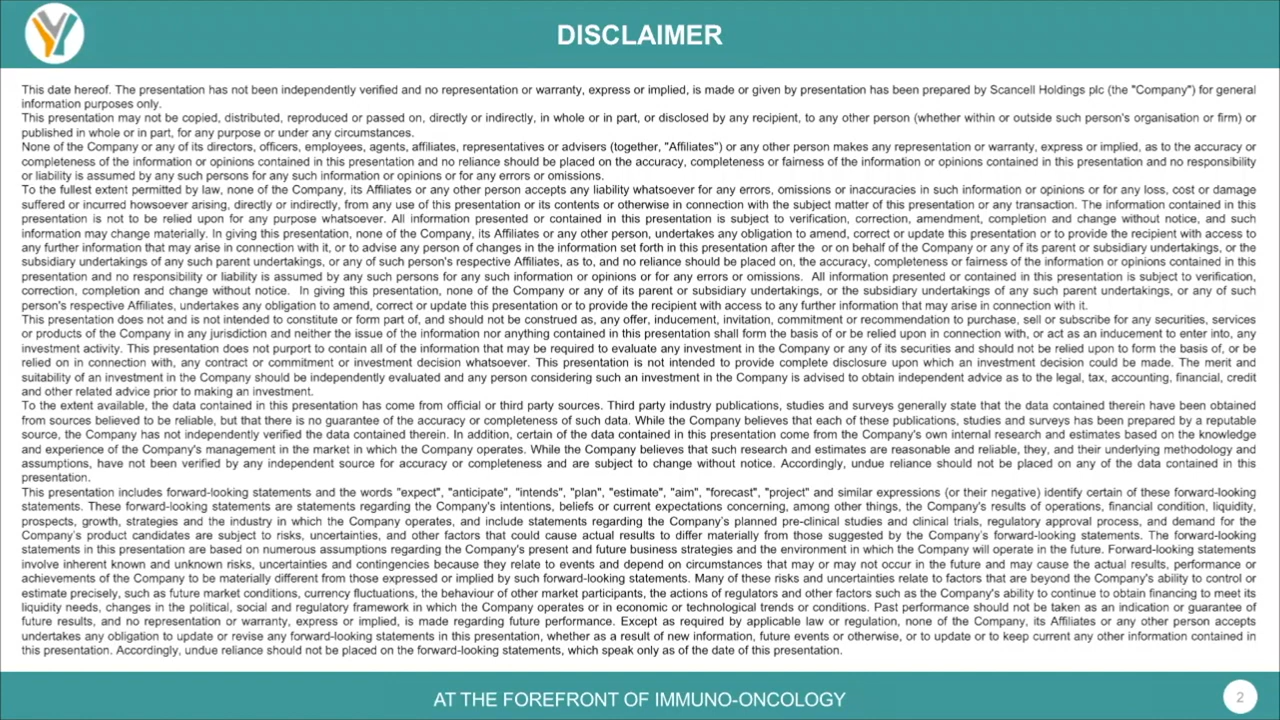 DISCLAIMER
This date hereof. The presentation has not been independently verified and no representation or warranty, express or implied, is made or given by presentation has been prepared by Scancell Holdings plc (the "Company") for general
information purposes only.
This presentation may not be copied, distributed, reproduced or passed on, directly or indirectly, in whole or in part, or disclosed by any recipient, to any other person (whether within or outside such person's organisation or firm) or
published in whole or in part, for any purpose or under any circumstances.
None of the Company or any of its directors, officers, employees, agents, affiliates, representatives or advisers (together, "Affiliates") or any other person makes any representation or warranty, express or implied, as to the accuracy or
completeness of the information or opinions contained in this presentation and no reliance should be placed on the accuracy, completeness or fairness of the information or opinions contained in this presentation and no responsibility
or liability is assumed by any such persons for any such information or opinions or for any errors or omissions.
To the fullest extent permitted by law, none of the Company, its Affiliates or any other person accepts any liability whatsoever for any errors, omissions or inaccuracies in such information or opinions or for any loss, cost or damage
suffered or incurred howsoever arising, directly or indirectly, from any use of this presentation or its contents or otherwise in connection with the subject matter of this presentation or any transaction. The information contained in this
presentation is not to be relied upon for any purpose whatsoever. All information presented or contained in this presentation is subject to verification, correction, amendment, completion and change without notice, and such
information may change materially. In giving this presentation, none of the Company, its Affiliates or any other person, undertakes any obligation to amend, correct or update this presentation or to provide the recipient with access to
any further information that may arise in connection with it, or to advise any person of changes in the information set forth in this presentation after the or on behalf of the Company or any of its parent or subsidiary undertakings, or the
subsidiary undertakings of any such parent undertakings, or any of such person's respective Affiliates, as to, and no reliance should be placed on, the accuracy, completeness or fairness of the information or opinions contained in this
presentation and no responsibility or liability is assumed by any such persons for any such information or opinions or for any errors or omissions. All information presented or contained in this presentation is subject to verification,
correction, completion and change without notice. In giving this presentation, none of the Company or any of its parent or subsidiary undertakings, or the subsidiary undertakings of any such parent undertakings, or any of such
person's respective Affiliates, undertakes any obligation to amend, correct or update this presentation or to provide the recipient with access to any further information that may arise in connection with it.
This presentation does not and is not intended to constitute or form part of, and should not be construed as, any offer, inducement, invitation, commitment or recommendation to purchase, sell or subscribe for any securities, services
or products of the Company in any jurisdiction and neither the issue of the information nor anything contained in this presentation shall form the basis of or be relied upon in connection with, or act as an inducement to enter into, any
investment activity. This presentation does not purport to contain all of the information that may be required to evaluate any investment in the Company or any of its securities and should not be relied upon to form the basis of, or be
relied on in connection with, any contract or commitment or investment decision whatsoever. This presentation is not intended to provide complete disclosure upon which an investment decision could be made. The merit and
suitability of an investment in the Company should be independently evaluated and any person considering such an investment in the Company is advised to obtain independent advice as to the legal, tax, accounting, financial, credit
and other related advice prior to making an investment.
To the extent available, the data contained in this presentation has come from official or third party sources. Third party industry publications, studies and surveys generally state that the data contained therein have been obtained
from sources believed to be reliable, but that there is no guarantee of the accuracy or completeness of such data. While the Company believes that each of these publications, studies and surveys has been prepared by a reputable
source, the Company has not independently verified the data contained therein. In addition, certain of the data contained in this presentation come from the Company's own internal research and estimates based on the knowledge
and experience of the Company's management in the market in which the Company operates. While the Company believes that such research and estimates are reasonable and reliable, they, and their underlying methodology and
assumptions, have not been verified by any independent source for accuracy or completeness and are subject to change without notice. Accordingly, undue reliance should not be placed on any of the data contained in this
presentation.
This presentation includes forward-looking statements and the words "expect", "anticipate", "intends", "plan", "estimate", "aim", "forecast", "project" and similar expressions (or their negative) identify certain of these forward-looking
statements. These forward-looking statements are statements regarding the Company's intentions, beliefs or current expectations concerning, among other things, the Company's results of operations, financial condition, liquidity,
prospects, growth, strategies and the industry in which the Company operates, and include statements regarding the Company's planned pre-clinical studies and clinical trials, regulatory approval process, and demand for the
Company's product candidates are subject to risks, uncertainties, and other factors that could cause actual results to differ materially from those suggested by the Company's forward-looking statements. The forward-looking
statements in this presentation are based on numerous assumptions regarding the Company's present and future business strategies and the environment in which the Company will operate in the future. Forward-looking statements
involve inherent known and unknown risks, uncertainties and contingencies because they relate to events and depend on circumstances that may or may not occur in the future and may cause the actual results, performance or
achievements of the Company to be materially different from those expressed or implied by such forward-looking statements. Many of these risks and uncertainties relate to factors that are beyond the Company's ability to control or
estimate precisely, such as future market conditions, currency fluctuations, the behaviour of other market participants, the actions of regulators and other factors such as the Company's ability to continue to obtain financing to meet its
liquidity needs, changes in the political, social and regulatory framework in which the Company operates or in economic or technological trends or conditions. Past performance should not be taken as an indication or guarantee of
future results, and no representation or warranty, express or implied, is made regarding future performance. Except as required by applicable law or regulation, none of the Company, its Affiliates or any other person accepts
undertakes any obligation to update or revise any forward-looking statements in this presentation, whether as a result of new information, future events or otherwise, or to update or to keep current any other information contained in
this presentation. Accordingly, undue reliance should not be placed on the forward-looking statements, which speak only as of the date of this presentation.
AT THE FOREFRONT OF IMMUNO-ONCOLOGY
2